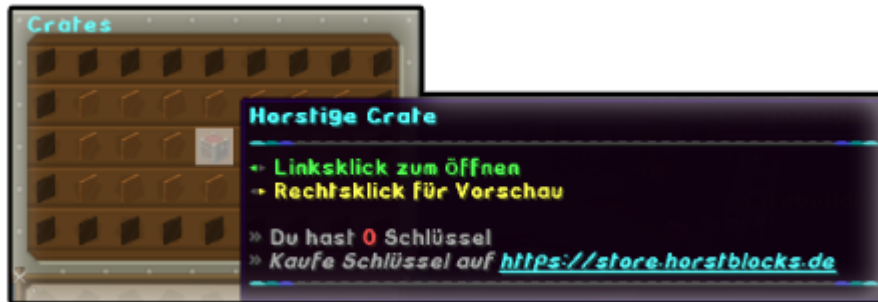 Crates
Horstige Crate
Linksklick zum Öffnen
Rechtsklick für Vorschau
» Du hast 0 Schlüssel
» Kaufe Schlüssel auf https://store.horstblocks.de